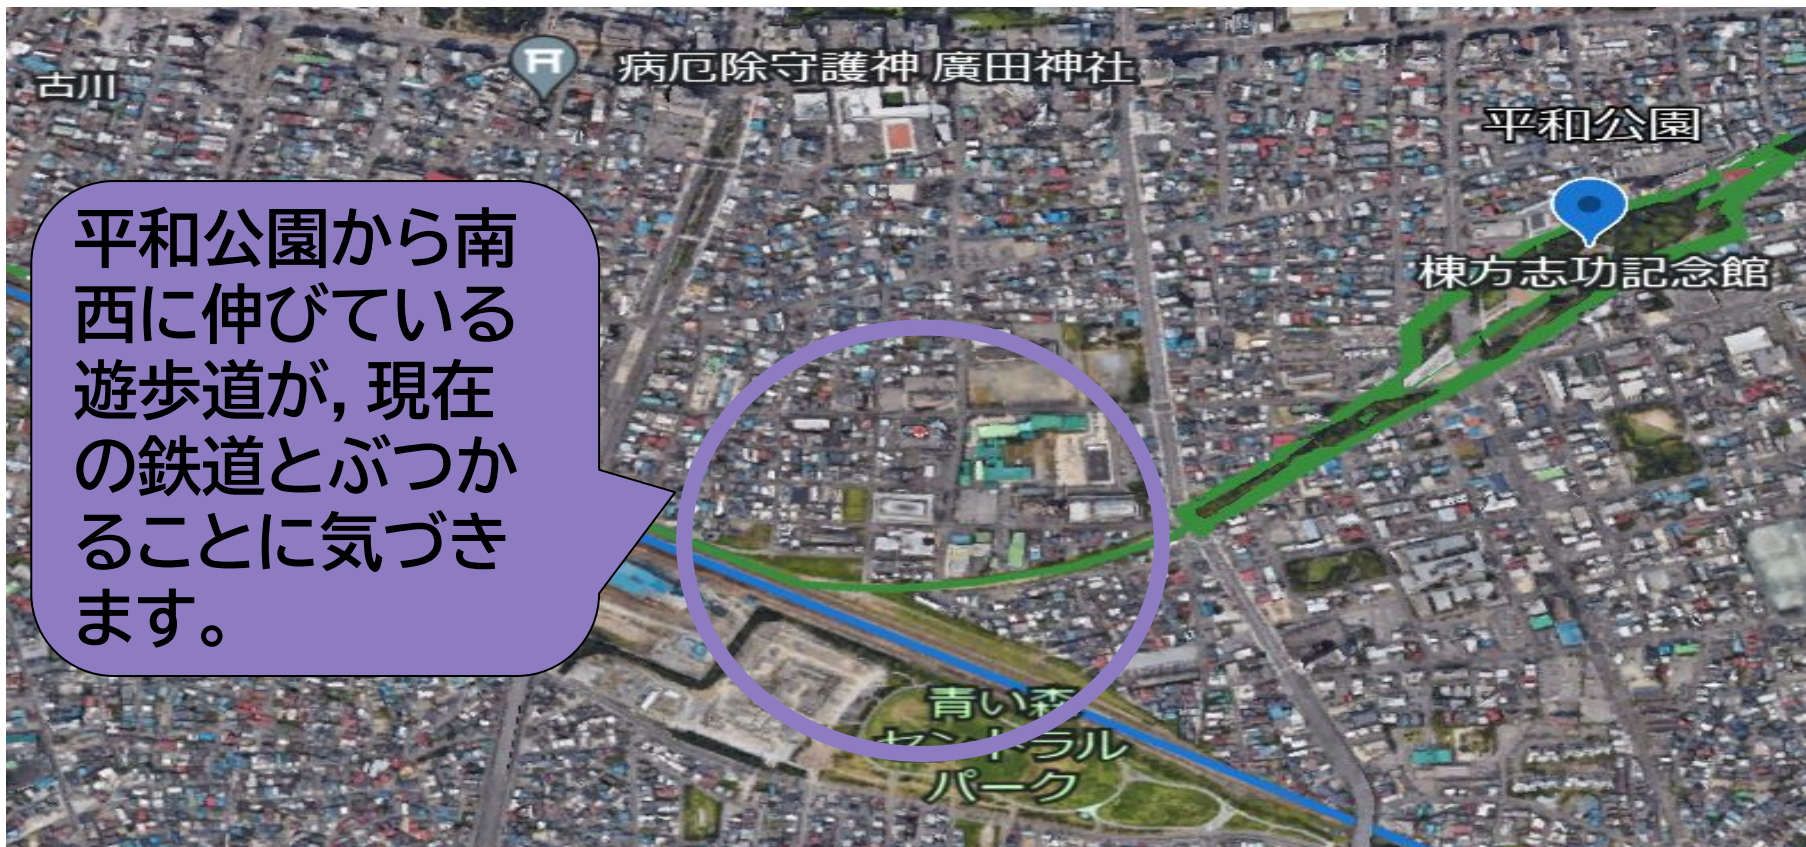 古川
病厄除守護神 廣田神社
平和公園
棟方志功記念館
平和公園から南
西に伸びている
遊歩道が，現在
の鉄道とぶつか
ることに気づき
ます。
青い森
セントラル
パーク